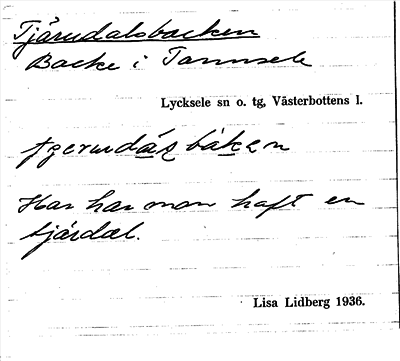 Tjärudalsbacken
Backe i Tannsele
Lycksele sn o. tg, Västerbottens l.
Här har man haft en
tjärdal.
Lisa Lidberg 1936.